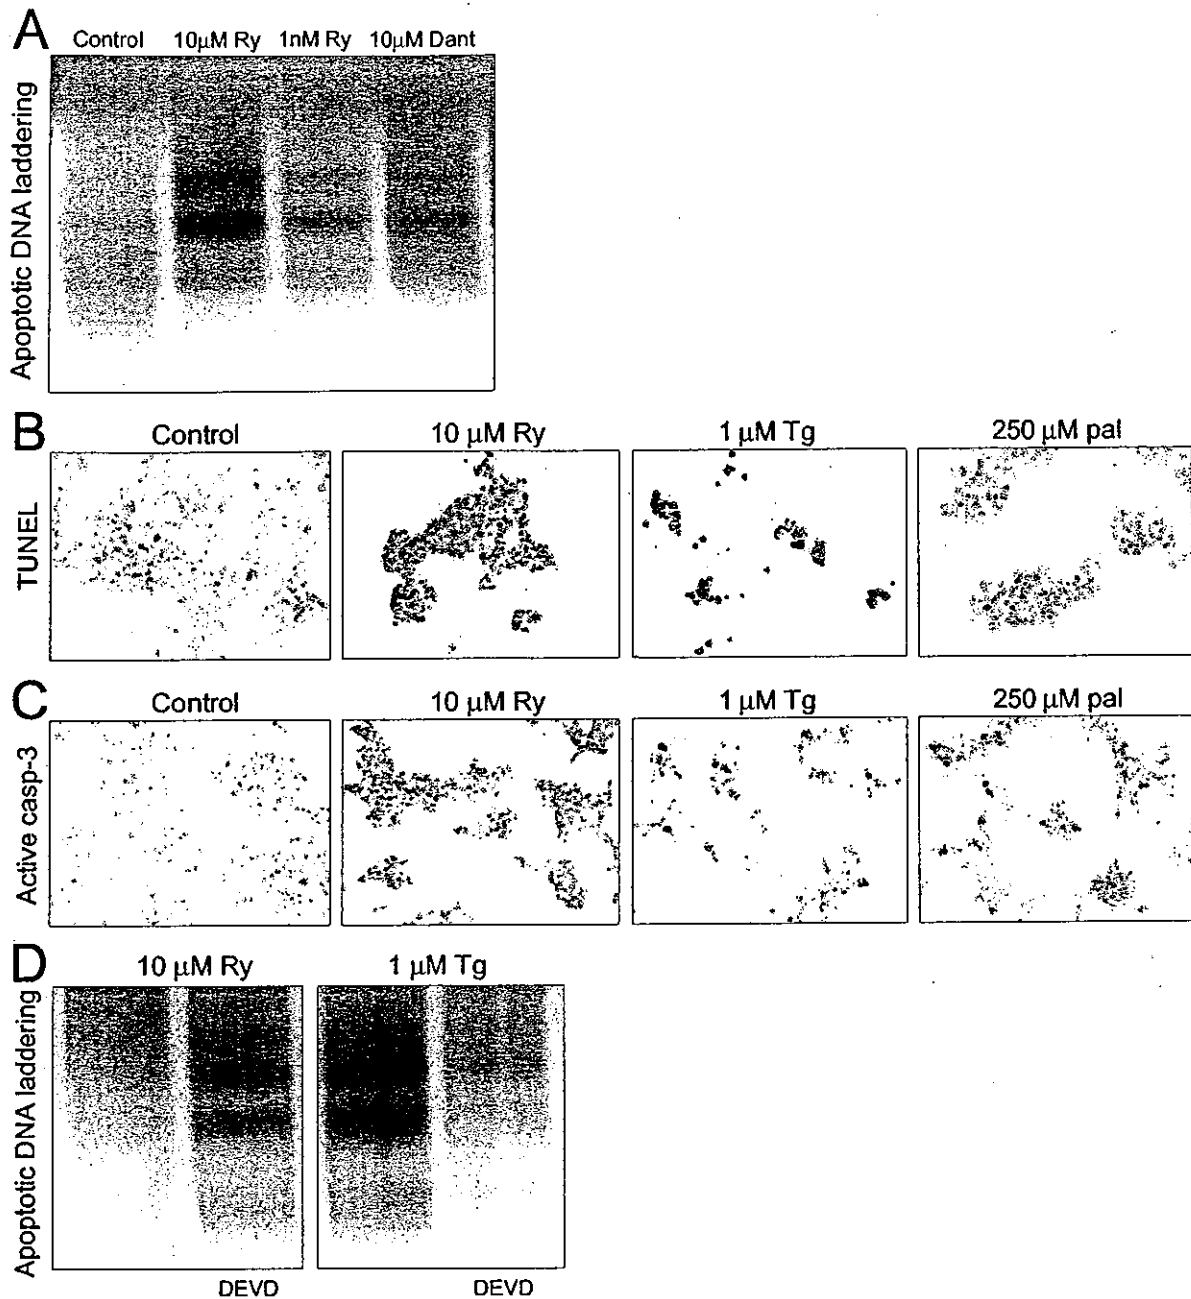 A
Control 10μM Ry 1nM Ry 10μM Dant
Apoptotic DNA laddering
B
Control 10 μM Ry 1 μM Tg 250 μM pal
TUNEL
C
Control 10 μM Ry 1 μM Tg 250 μM pal
Active casp-3
D
10 μM Ry 1 μM Tg
Apoptotic DNA laddering
DEVD DEVD